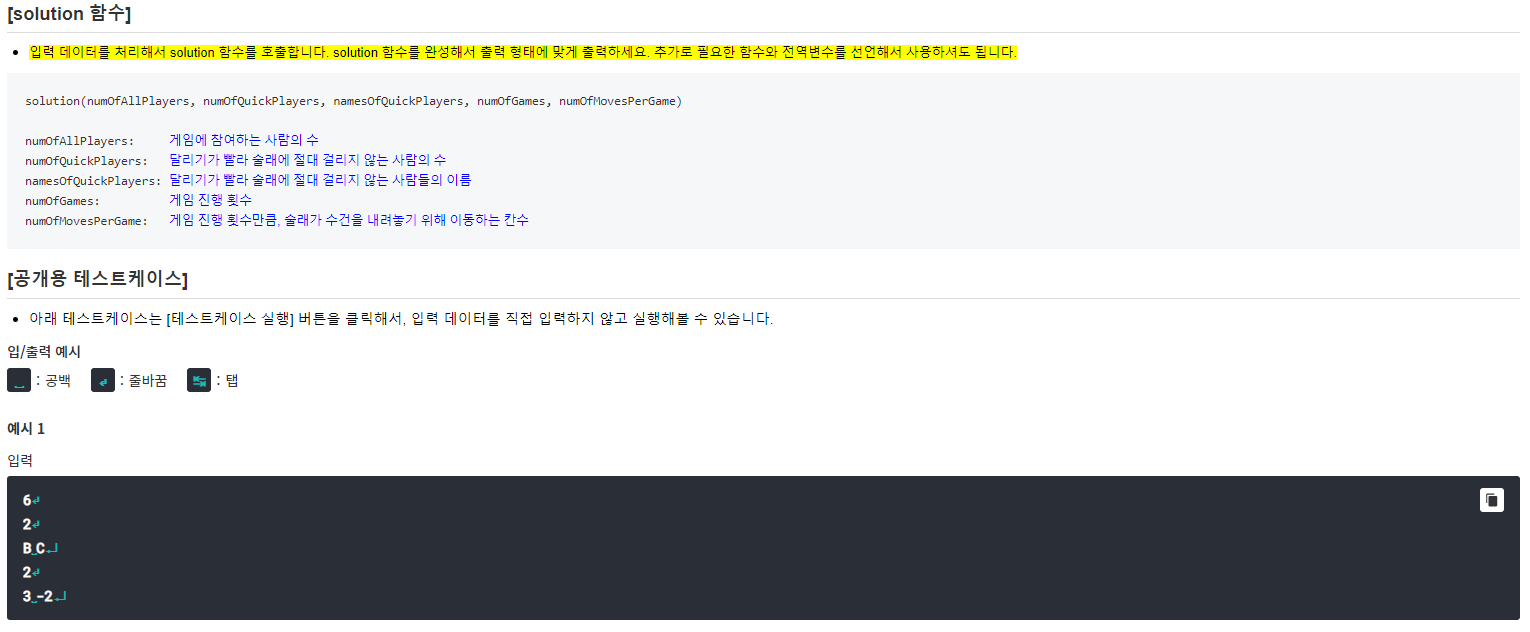 [solution 함수]
입력 데이터를 처리해서 solution 함수를 호출합니다. solution 함수를 완성해서 출력 형태에 맞게 출력하세요. 추가로 필요한 함수와 전역변수를 선언해서 사용하셔도 됩니다.
solution(numOfAllPlayers, numOfQuickPlayers, namesOfQuickPlayers, numOfGames, numOfMovesPerGame)
numOfAllPlayers: 게임에 참여하는 사람의 수
numOfQuickPlayers: 달리기가 빨라 술래에 절대 걸리지 않는 사람의 수
namesOfQuickPlayers: 달리기가 빨라 술래에 절대 걸리지 않는 사람들의 이름
numOfGames: 게임 진행 횟수
numOfMovesPerGame: 게임 진행 횟수만큼, 술래가 수건을 내려놓기 위해 이동하는 칸수
[공개용 테스트케이스]
아래 테스트케이스는 [테스트케이스 실행] 버튼을 클릭해서, 입력 데이터를 직접 입력하지 않고 실행해볼 수 있습니다.
입/출력 예시
␣ : 공백 ↵ : 줄바꿈 ↹ : 탭
예시 1
입력
6↵
2↵
B␣C↵
2↵
3␣-2↵